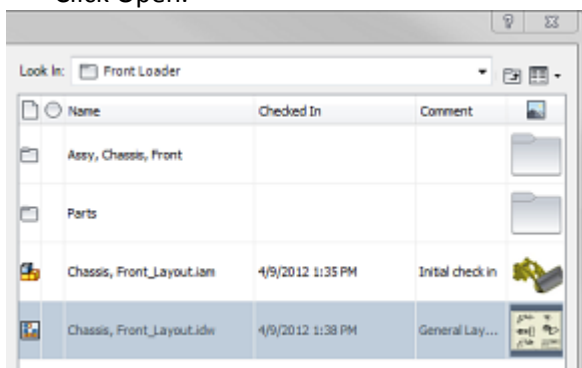 Click Open.
Look In: Front Loader
Name Checked In Comment
Assy, Chassis, Front
Parts
Chassis, Front_Layout.iam 4/9/2012 1:35 PM Initial check in
Chassis, Front_Layout.idw 4/9/2012 1:38 PM General Lay...